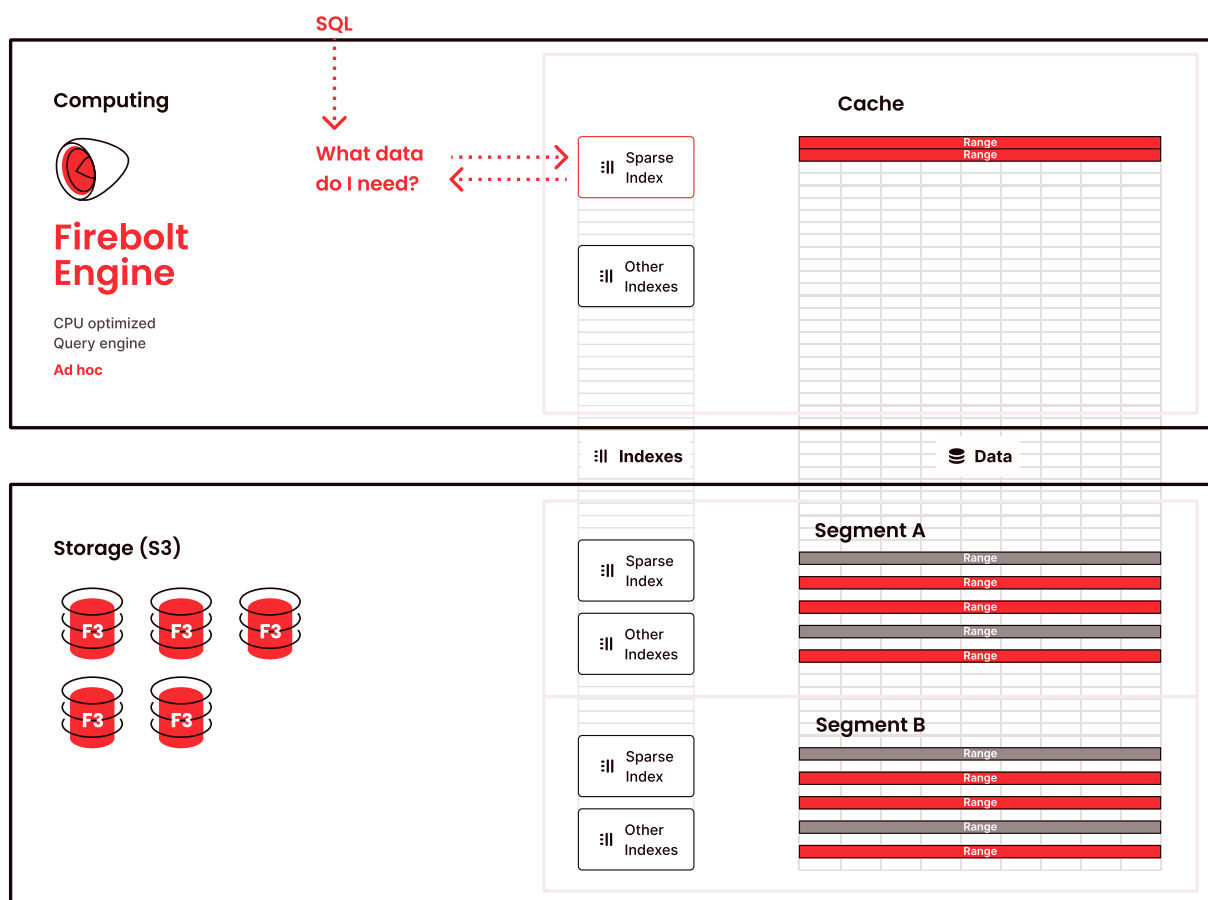 SQL
Computing
Cache
What data
do I need?
Sparse
Index
Range
Range
Firebolt
Engine
Other
Indexes
CPU optimized
Query engine
Ad hoc
Indexes
Data
Storage (S3)
Segment A
Sparse
Index
Other
Indexes
Range
Range
Range
Range
Range
F3
F3
F3
F3
F3
Segment B
Sparse
Index
Other
Indexes
Range
Range
Range
Range
Range